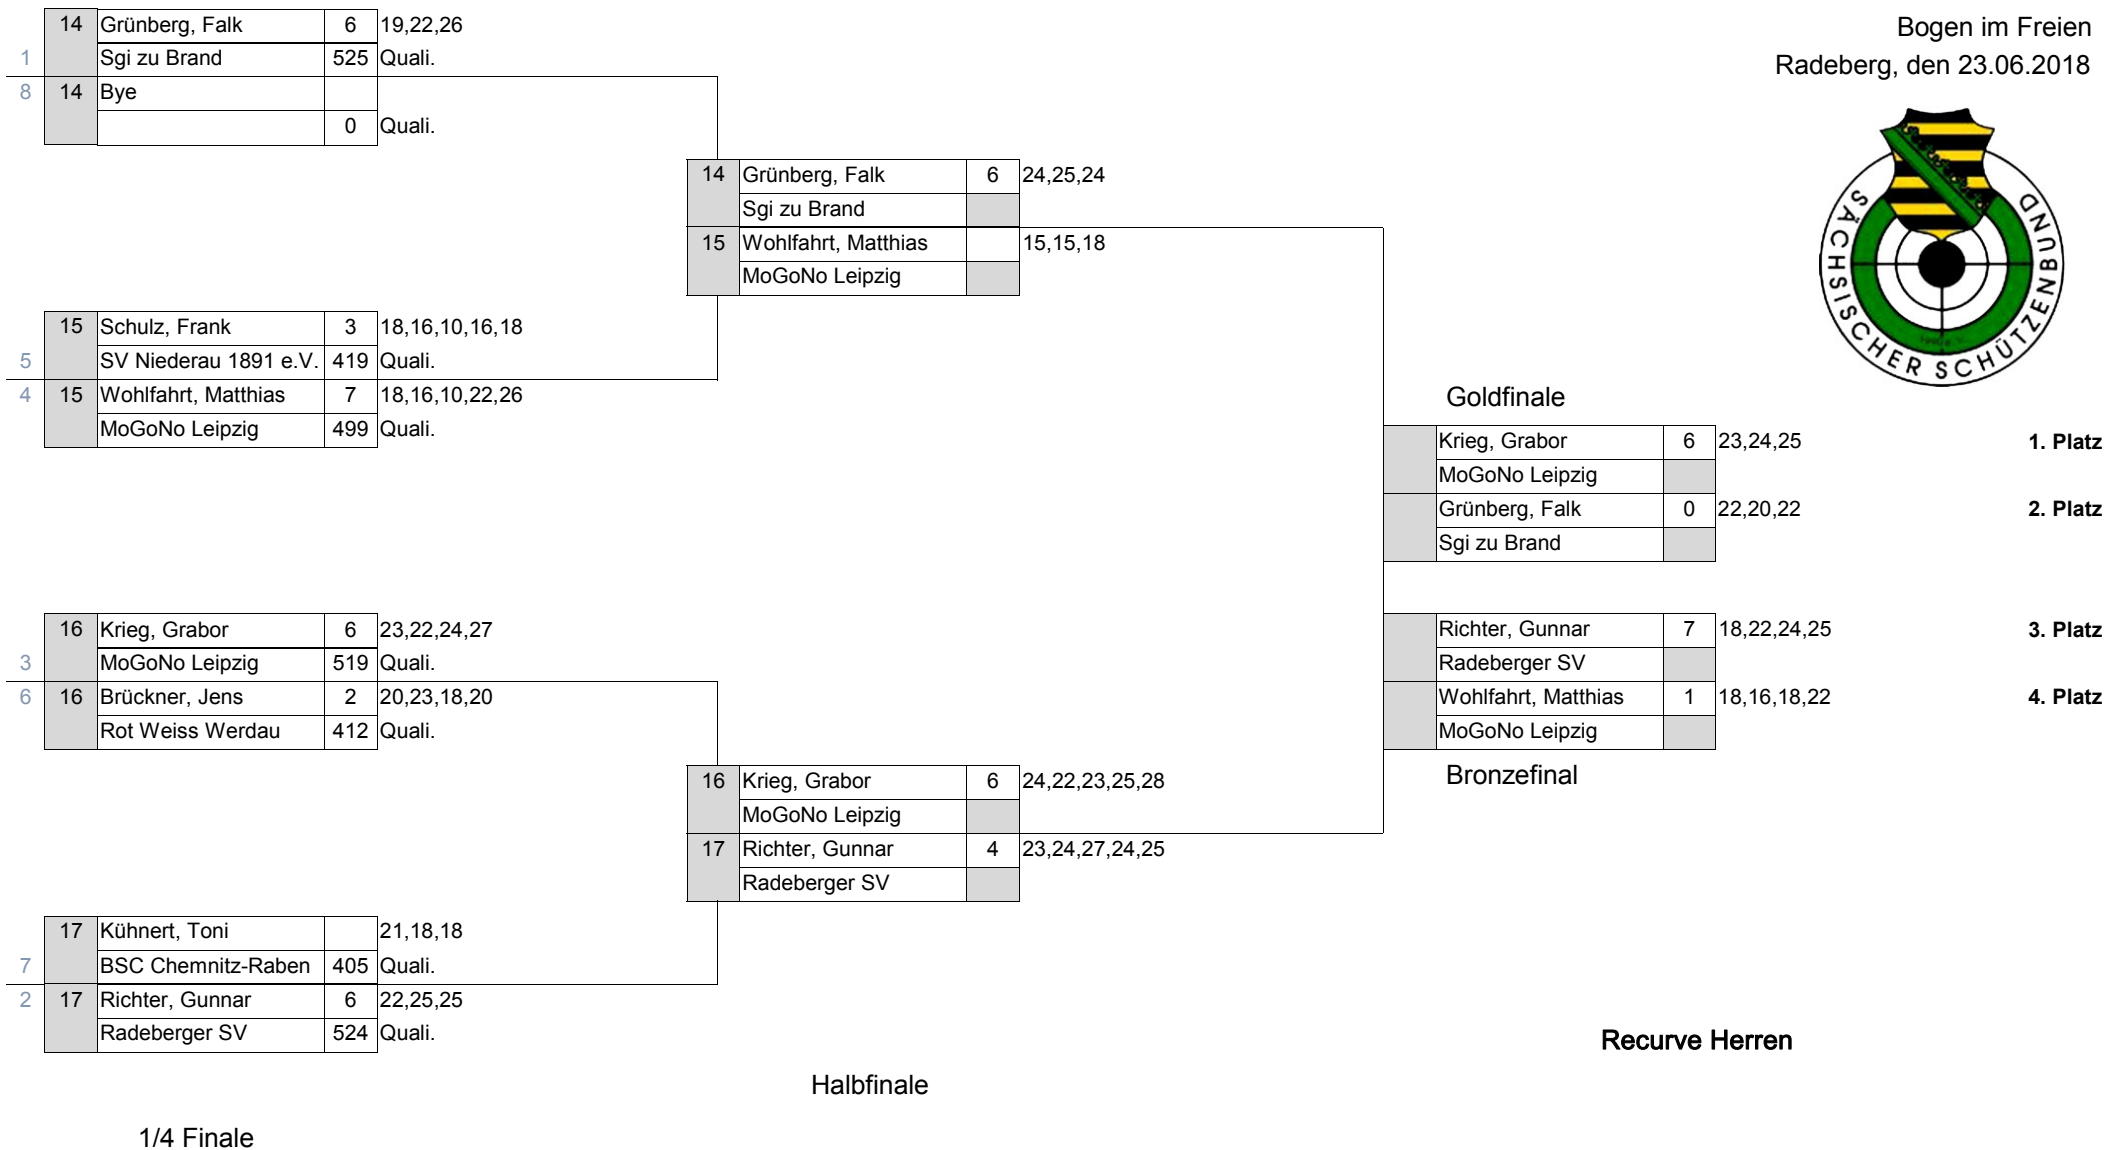 Bogen im Freien
Radeberg, den 23.06.2018
SÄCHSISCHER SCHÜTZENBUND
14 Grünberg, Falk 6 19,22,26
1 Sgi zu Brand 525 Quali.
8 14 Bye
0 Quali.
14 Grünberg, Falk 6 24,25,24
Sgi zu Brand
15 Wohlfahrt, Matthias 15,15,18
MoGoNo Leipzig
15 Schulz, Frank 3 18,16,10,16,18
5 SV Niederau 1891 e.V. 419 Quali.
4 15 Wohlfahrt, Matthias 7 18,16,10,22,26
MoGoNo Leipzig 499 Quali.
Goldfinale
Krieg, Grabor 6 23,24,25 1. Platz
MoGoNo Leipzig
Grünberg, Falk 0 22,20,22 2. Platz
Sgi zu Brand
16 Krieg, Grabor 6 23,22,24,27
3 MoGoNo Leipzig 519 Quali.
6 16 Brückner, Jens 2 20,23,18,20
Rot Weiss Werdau 412 Quali.
Richter, Gunnar 7 18,22,24,25 3. Platz
Radeberger SV
Wohlfahrt, Matthias 1 18,16,18,22 4. Platz
MoGoNo Leipzig
Bronzefinal
16 Krieg, Grabor 6 24,22,23,25,28
MoGoNo Leipzig
17 Richter, Gunnar 4 23,24,27,24,25
Radeberger SV
17 Kühnert, Toni 21,18,18
7 BSC Chemnitz-Raben 405 Quali.
2 17 Richter, Gunnar 6 22,25,25
Radeberger SV 524 Quali.
Recurve Herren
Halbfinale
1/4 Finale